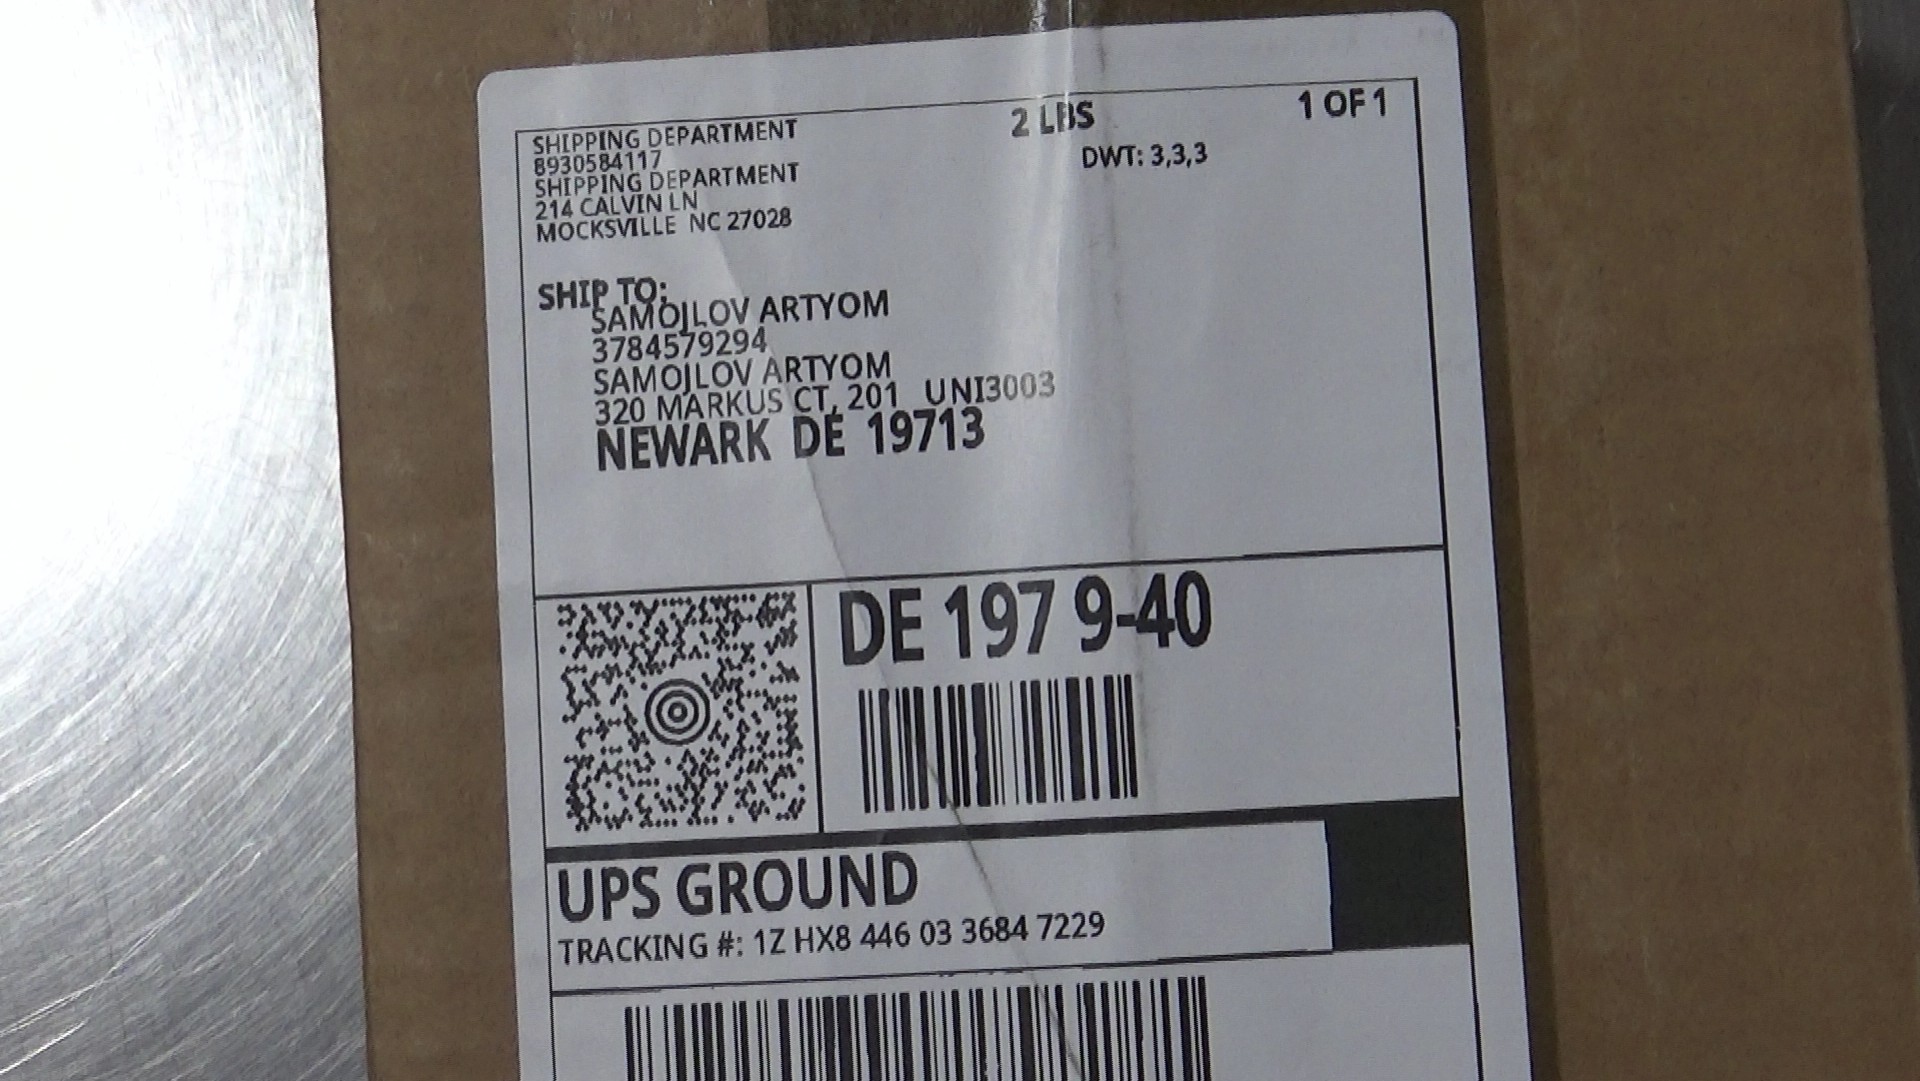 SHIPPING DEPARTMENT
8930584117
SHIPPING DEPARTMENT
214 CALVIN LN
MOCKSVILLE NC 27028
2 LBS
1 OF 1
DWT: 3,3,3
SHIP TO:
SAMOJLOV ARTYOM
3784579294
SAMOJLOV ARTYOM
320 MARKUS CT, 201 UNI3003
NEWARK DE 19713
DE 197 9-40
UPS GROUND
TRACKING #: 1Z HX8 446 03 3684 7229